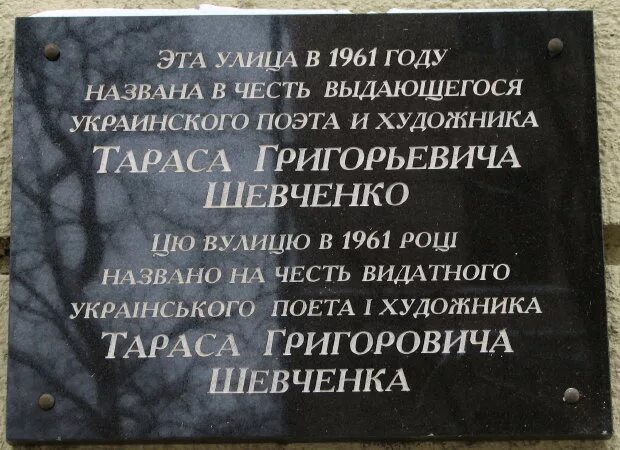 Эта улица в 1961 году
названа в честь выдающегося
украинского поэта и художника
Тараса Григорьевича
Шевченко
Цю вулицю в 1961 році
названо на честь видатного
украінського поета і художника
Тараса Григоровича
Шевченка